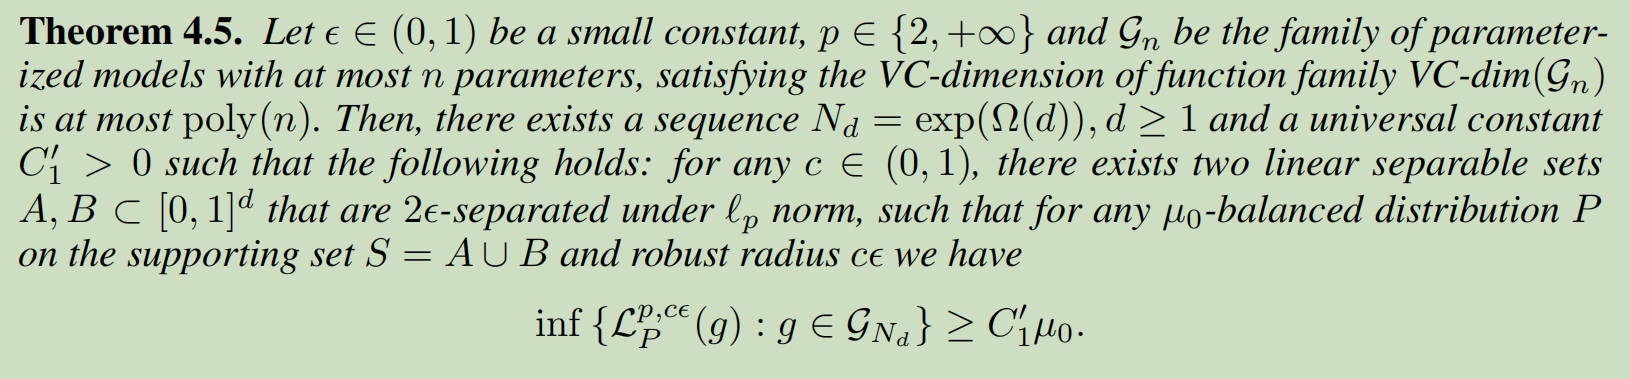 Theorem 4.5. Let ϵ ∈ (0, 1) be a small constant, p ∈ {2, +∞} and 𝒢ₙ be the family of parameter-
ized models with at most n parameters, satisfying the VC-dimension of function family VC-dim(𝒢ₙ)
is at most poly(n). Then, there exists a sequence N_d = exp(Ω(d)), d ≥ 1 and a universal constant
C′₁ > 0 such that the following holds: for any c ∈ (0, 1), there exists two linear separable sets
A, B ⊂ [0, 1]^d that are 2ϵ-separated under ℓ_p norm, such that for any μ₀-balanced distribution P
on the supporting set S = A ∪ B and robust radius cϵ we have
inf {ℒ_P^{p,cϵ}(g) : g ∈ 𝒢_{N_d}} ≥ C′₁μ₀.